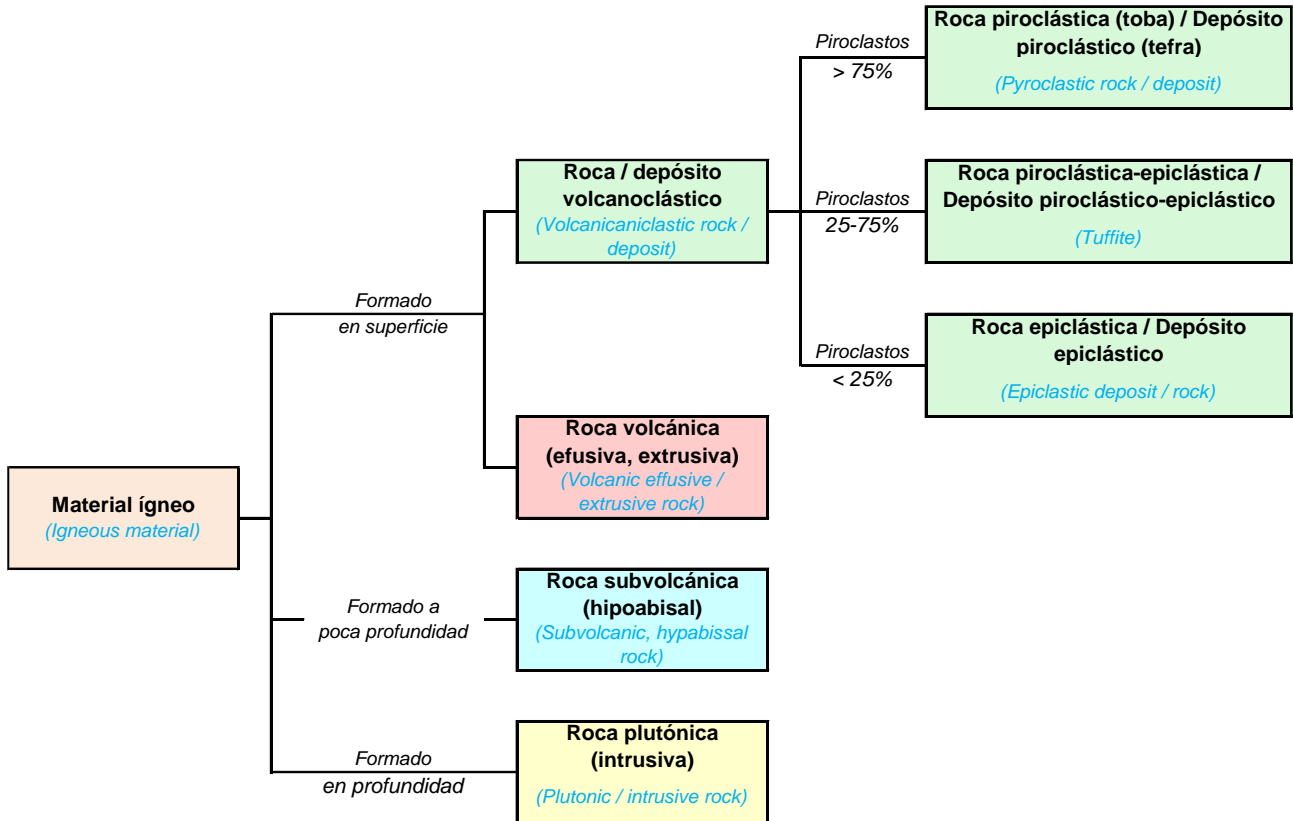 Material ígneo
(Igneous material)
Formado
en superficie
Formado a
poca profundidad
Formado
en profundidad
Roca / depósito
volcanoclástico
(Volcanicaniclastic rock /
deposit)
Roca volcánica
(efusiva, extrusiva)
(Volcanic effusive /
extrusive rock)
Roca subvolcánica
(hipoabisal)
(Subvolcanic, hypabissal
rock)
Roca plutónica
(intrusiva)
(Plutonic / intrusive rock)
Piroclastos
> 75%
Piroclastos
25-75%
Piroclastos
< 25%
Roca piroclástica (toba) / Depósito
piroclástico (tefra)
(Pyroclastic rock / deposit)
Roca piroclástica-epiclástica /
Depósito piroclástico-epiclástico
(Tuffite)
Roca epiclástica / Depósito
epiclástico
(Epiclastic deposit / rock)